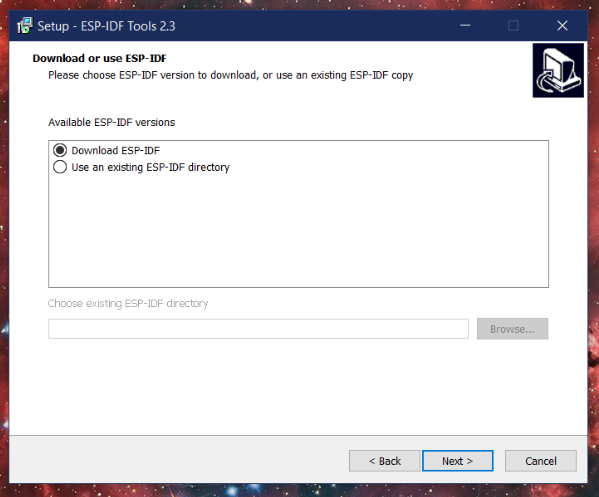 Setup - ESP-IDF Tools 2.3
Download or use ESP-IDF
Please choose ESP-IDF version to download, or use an existing ESP-IDF copy
Available ESP-IDF versions
Download ESP-IDF
Use an existing ESP-IDF directory
Choose existing ESP-IDF directory
Browse...
< Back Next > Cancel